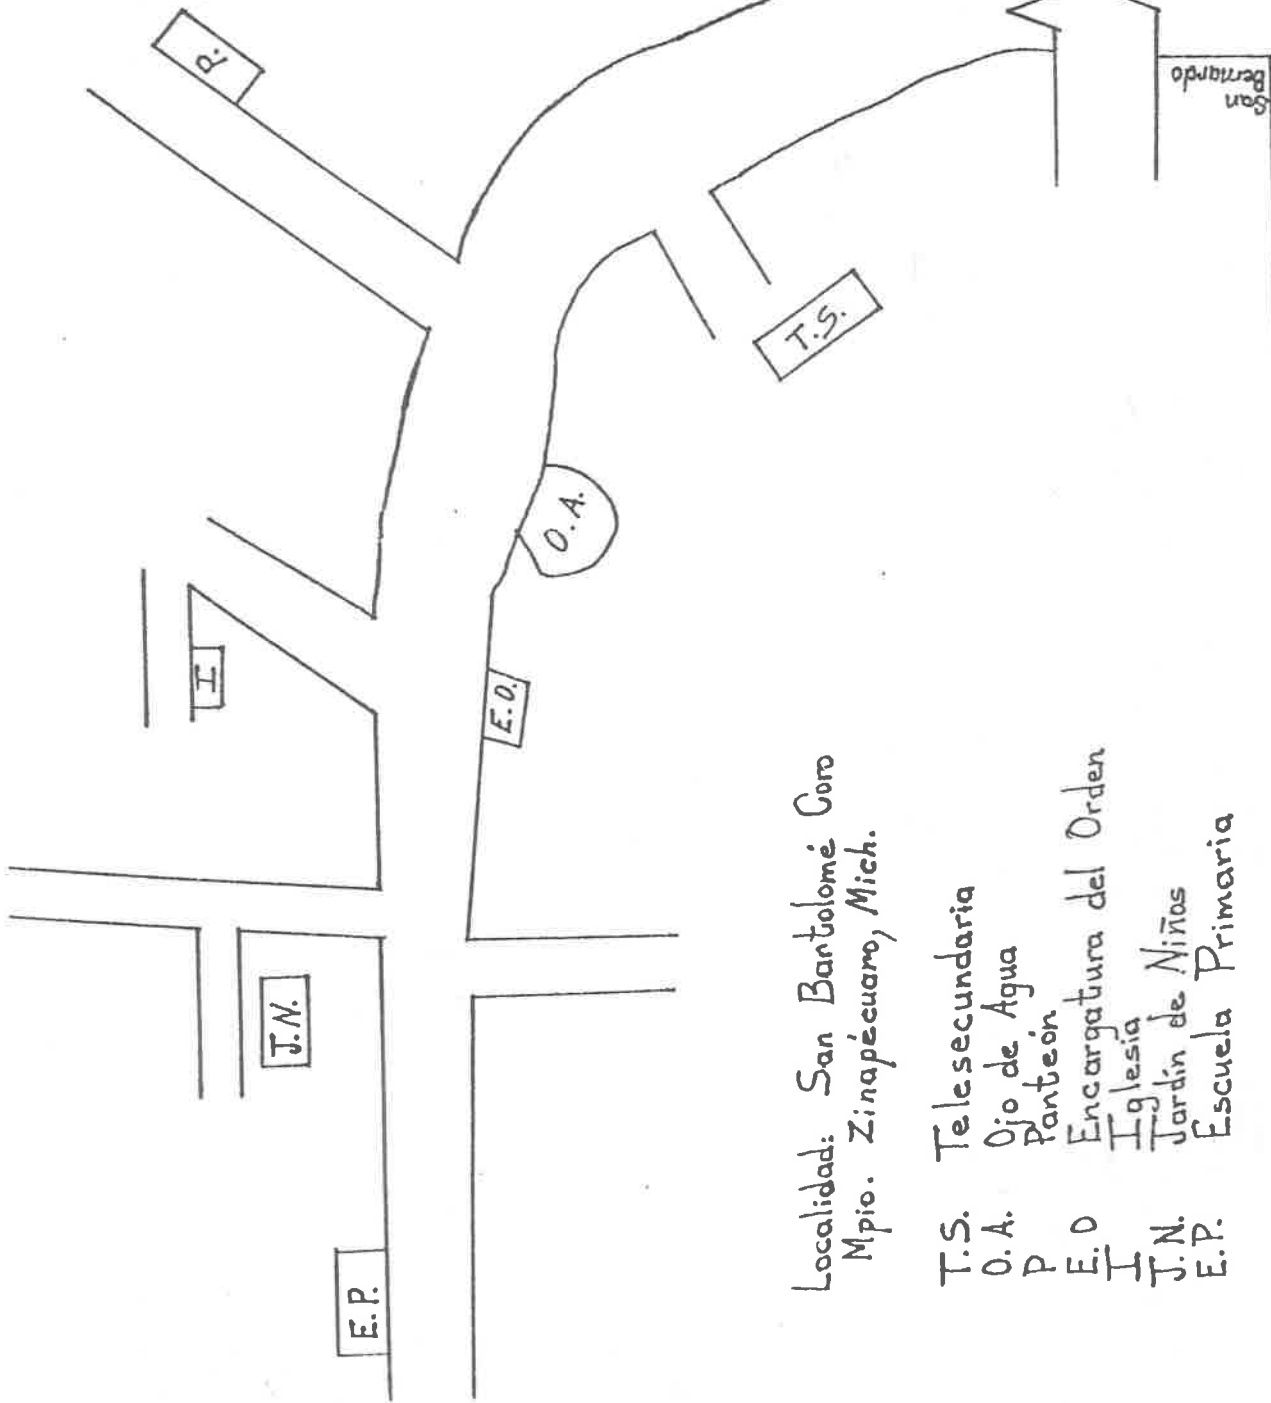 P.
San
Bernardo
T.S.
O.A.
I
E.O.
J.N.
E.P.
Localidad: San Bartolomé Coro
Mpio. Zinapécuaro, Mich.
T.S. Telesecundaria
O.A. Ojo de Agua
P Panteón
E.O Encargatura del Orden
I Iglesia
J.N. Jardín de Niños
E.P. Escuela Primaria